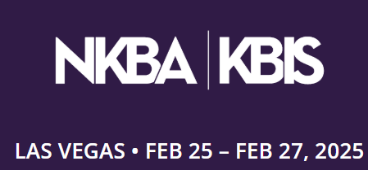 NKBA | KBIS
LAS VEGAS • FEB 25 – FEB 27, 2025